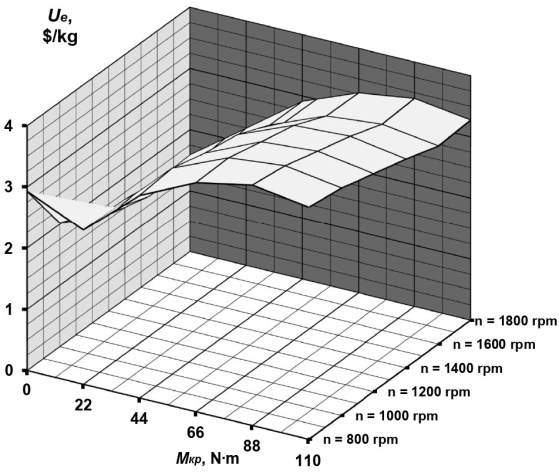 Ue,
$/kg
4
3
2
1
0
0
22
44
66
88
110
Mкр, N·m
n = 1800 rpm
n = 1600 rpm
n = 1400 rpm
n = 1200 rpm
n = 1000 rpm
n = 800 rpm